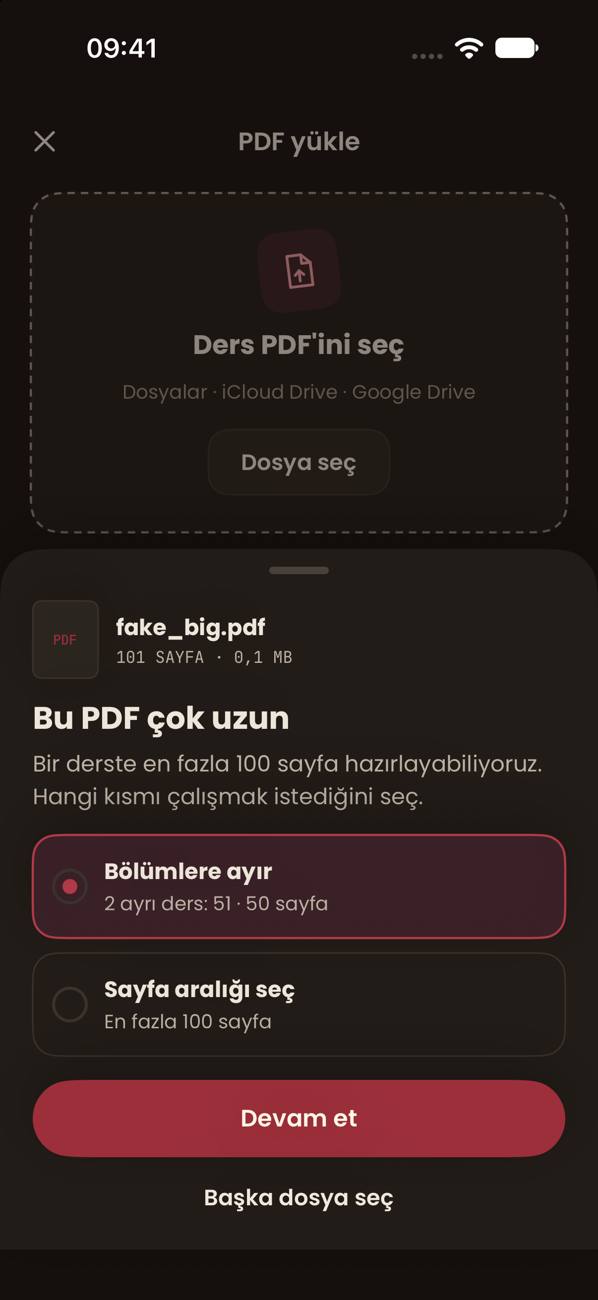 09:41
PDF yükle
Ders PDF'ini seç
Dosyalar · iCloud Drive · Google Drive
Dosya seç
PDF
fake_big.pdf
101 SAYFA · 0,1 MB
Bu PDF çok uzun
Bir derste en fazla 100 sayfa hazırlayabiliyoruz.
Hangi kısmı çalışmak istediğini seç.
Bölümlere ayır
2 ayrı ders: 51 · 50 sayfa
Sayfa aralığı seç
En fazla 100 sayfa
Devam et
Başka dosya seç